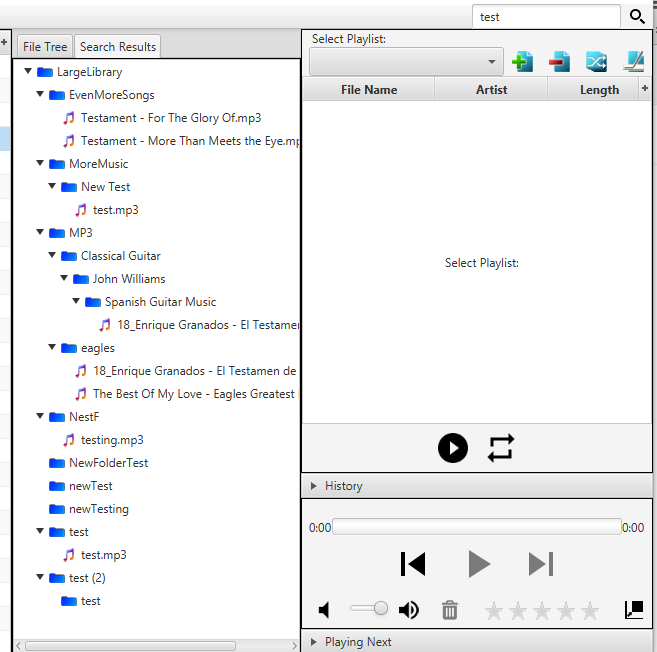 test
File Tree
Search Results
LargeLibrary
EvenMoreSongs
Testament - For The Glory Of.mp3
Testament - More Than Meets the Eye.mp
MoreMusic
New Test
test.mp3
MP3
Classical Guitar
John Williams
Spanish Guitar Music
18_Enrique Granados - El Testamen
eagles
18_Enrique Granados - El Testamen de
The Best Of My Love - Eagles Greatest
NestF
testing.mp3
NewFolderTest
newTest
newTesting
test
test.mp3
test (2)
test
Select Playlist:
File Name Artist Length +
Select Playlist:
History
0:00 0:00
Playing Next